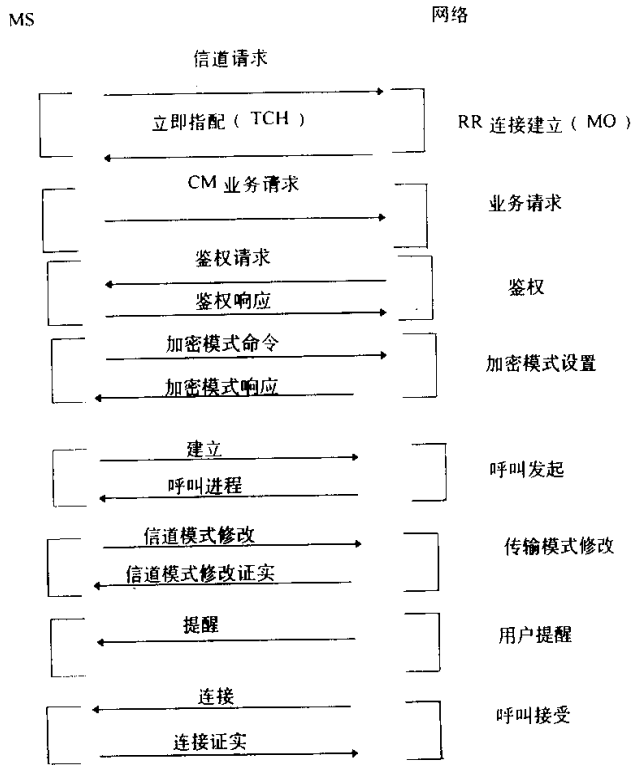 MS
网络
信道请求
立即指配（ TCH ）
RR 连接建立（ MO ）
CM 业务请求
业务请求
鉴权请求
鉴权
鉴权响应
加密模式命令
加密模式设置
加密模式响应
建立
呼叫发起
呼叫进程
信道模式修改
传输模式修改
信道模式修改证实
提醒
用户提醒
连接
呼叫接受
连接证实